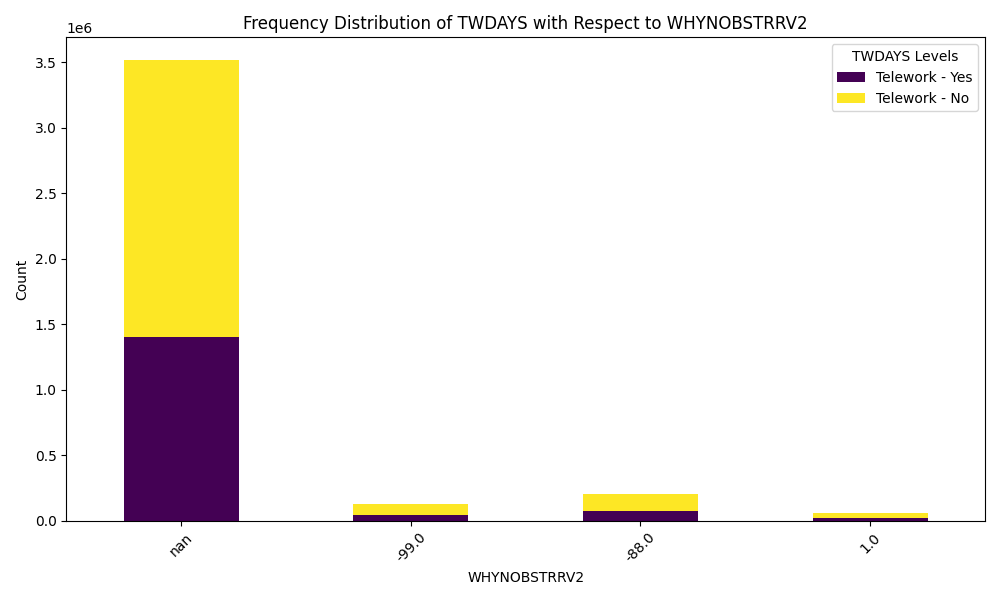 Frequency Distribution of TWDAYS with Respect to WHYNOBSTRRV2
1e6
TWDAYS Levels
Telework - Yes
Telework - No
3.5
3.0
2.5
2.0
1.5
1.0
0.5
0.0
Count
nan
-99.0
-88.0
1.0
WHYNOBSTRRV2